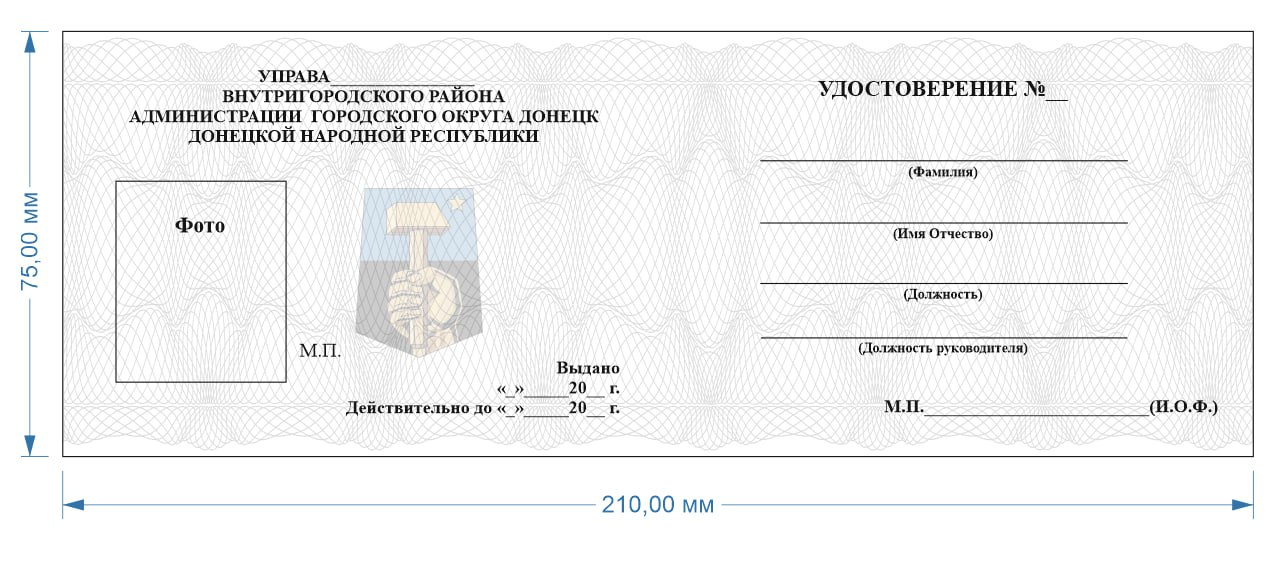 УПРАВА________________
ВНУТРИГОРОДСКОГО РАЙОНА
АДМИНИСТРАЦИИ ГОРОДСКОГО ОКРУГА ДОНЕЦК
ДОНЕЦКОЙ НАРОДНОЙ РЕСПУБЛИКИ
Фото
М.П.
Выдано
«_»_____20__ г.
Действительно до «_»_____20__ г.
УДОСТОВЕРЕНИЕ №__
(Фамилия)
(Имя Отчество)
(Должность)
(Должность руководителя)
М.П._________________________(И.О.Ф.)
75,00 мм
210,00 мм